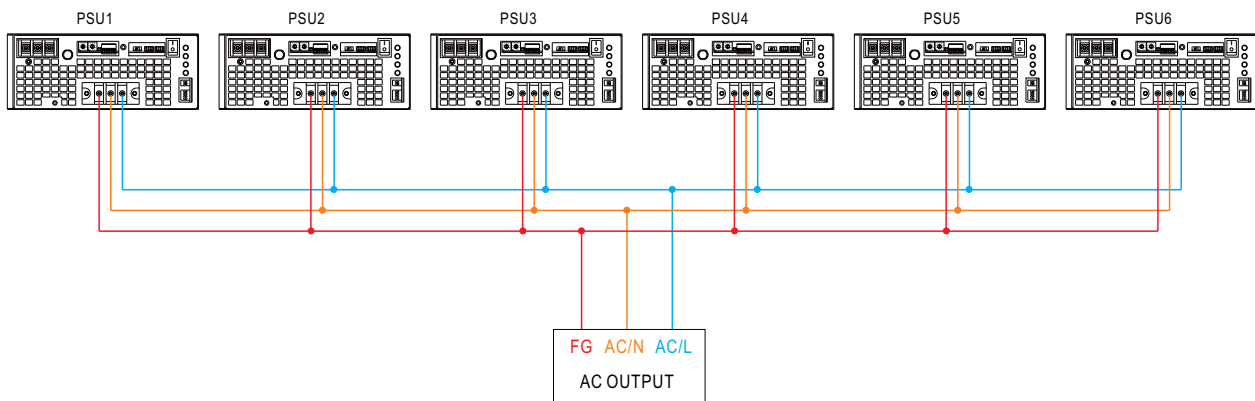 PSU1 PSU2 PSU3 PSU4 PSU5 PSU6
FG AC/N AC/L
AC OUTPUT